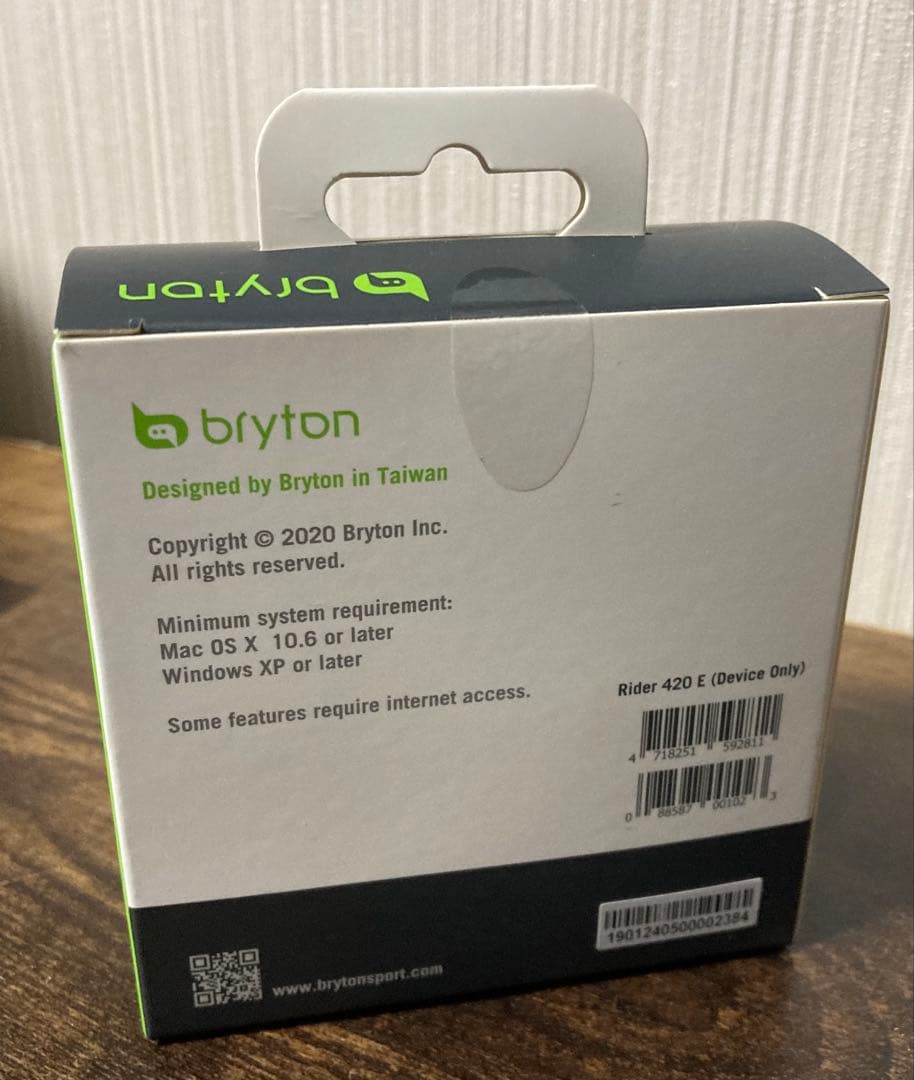 bryton
bryton
Designed by Bryton in Taiwan
Copyright © 2020 Bryton Inc.
All rights reserved.
Minimum system requirement:
Mac OS X 10.6 or later
Windows XP or later
Some features require internet access.
Rider 420 E (Device Only)
4 718251 592811
0 88587 00102 3
1901240500002384
www.brytonsport.com